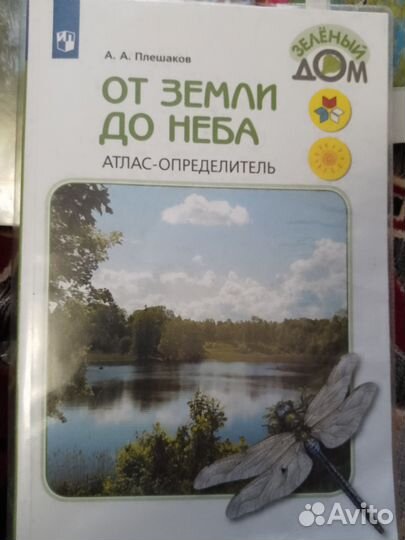 А. А. Плешаков
ЗЕЛЁНЫЙ
ДОМ
ОТ ЗЕМЛИ
ДО НЕБА
АТЛАС-ОПРЕДЕЛИТЕЛЬ
Avito